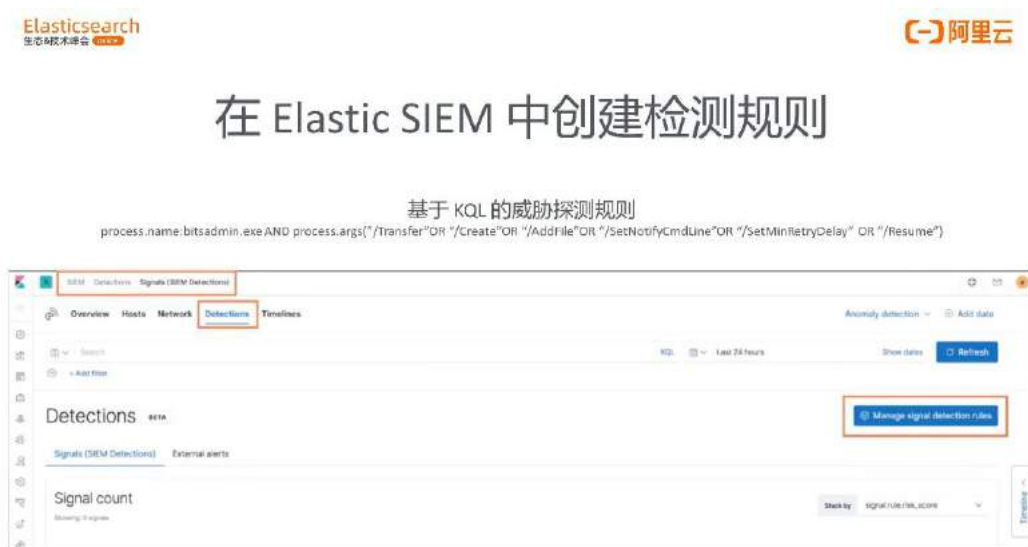 Elasticsearch
生态&技术峰会
阿里云
在 Elastic SIEM 中创建检测规则
基于 KQL 的威胁探测规则
process.name:bitsadmin.exe AND process.args("/Transfer"OR "/Create"OR "/AddFile"OR "/SetNotifyCmdLine"OR "/SetMinRetryDelay" OR "/Resume")
SIEM Detections Signals (SIEM Detections)
Overview Hosts Network Detections Timelines
Anomaly detection Add data
Search
KQL Last 24 hours Show dates Refresh
+ Add filter
Detections BETA
Manage signal detection rules
Signals (SIEM Detections) External alerts
Signal count
Showing: 0 signals
Stack by signal.rule.risk_score
Timeline